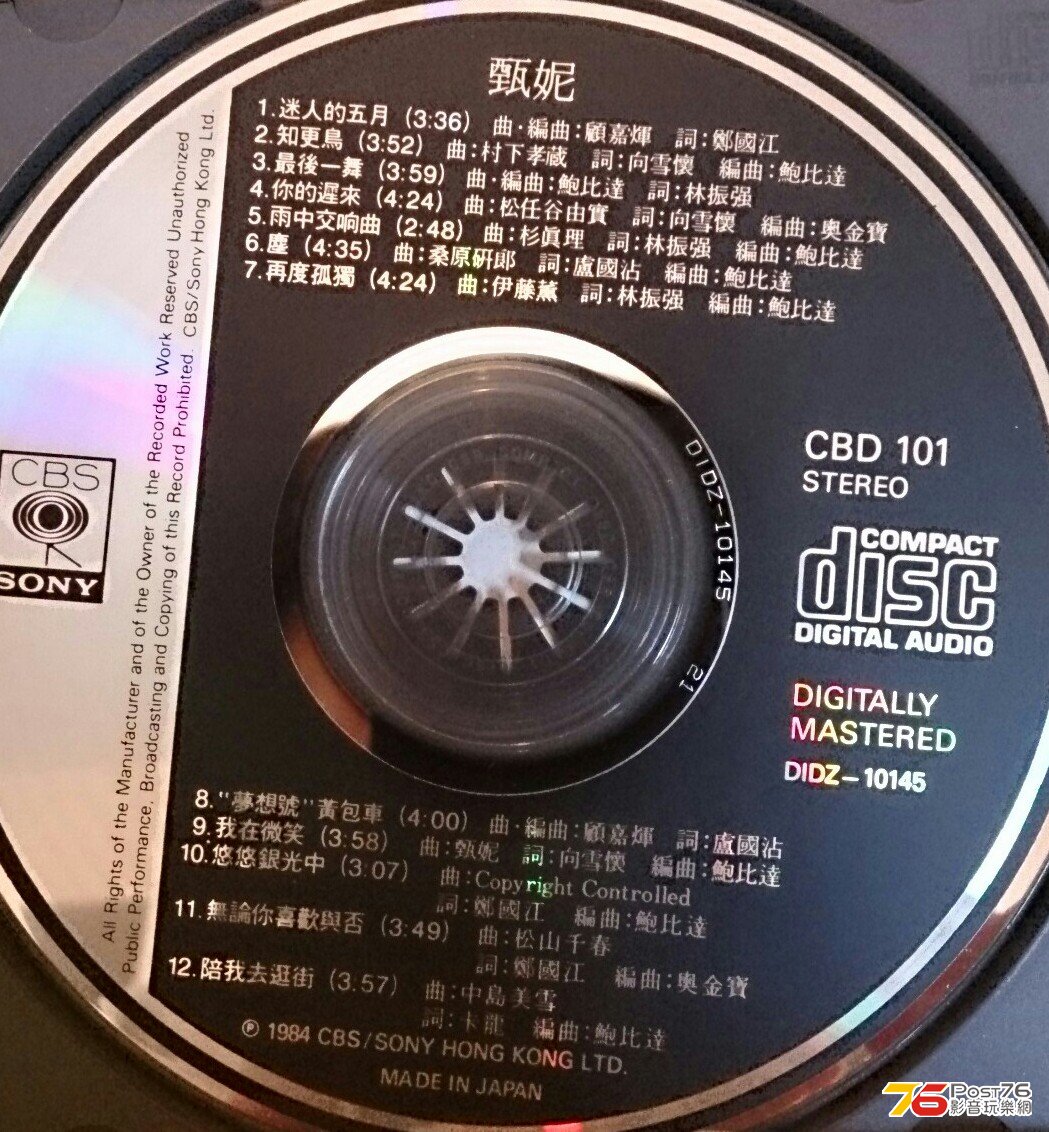 甄妮
1.迷人的五月 (3:36) 曲·編曲:顧嘉煇 詞:鄭國江
2.知更鳥 (3:52) 曲:村下孝蔵 詞:向雪懷 編曲:鮑比達
3.最後一舞 (3:59) 曲·編曲:鮑比達 詞:林振强
4.你的遲來 (4:24) 曲:松任谷由實 詞:向雪懷 編曲:奧金寶
5.雨中交响曲 (2:48) 曲:杉眞理 詞:林振强 編曲:鮑比達
6.塵 (4:35) 曲:桑原研郎 詞:盧國沾 編曲:鮑比達
7.再度孤獨 (4:24) 曲:伊藤薰 詞:林振强 編曲:鮑比達
All Rights of the Manufacturer and of the Owner of the Recorded Work Reserved Unauthorized
Public Performance. Broadcasting and Copying of this Record Prohibited. CBS/Sony Hong Kong Ltd.
CBS
SONY
DIDZ-10145 21
CBD 101
STEREO
COMPACT
disc
DIGITAL AUDIO
DIGITALLY
MASTERED
DIDZ-10145
8."夢想號"黃包車 (4:00) 曲·編曲:顧嘉煇 詞:盧國沾
9.我在微笑 (3:58) 曲:甄妮 詞:向雪懷 編曲:鮑比達
10.悠悠銀光中 (3:07) 曲:Copyright Controlled
詞:鄭國江 編曲:鮑比達
11.無論你喜歡與否 (3:49) 曲:松山千春
詞:鄭國江 編曲:奧金寶
12.陪我去逛街 (3.57) 曲:中島美雪
詞:卡龍 編曲:鮑比達
℗ 1984 CBS/SONY HONG KONG LTD.
MADE IN JAPAN
76 Post76
影音玩樂網